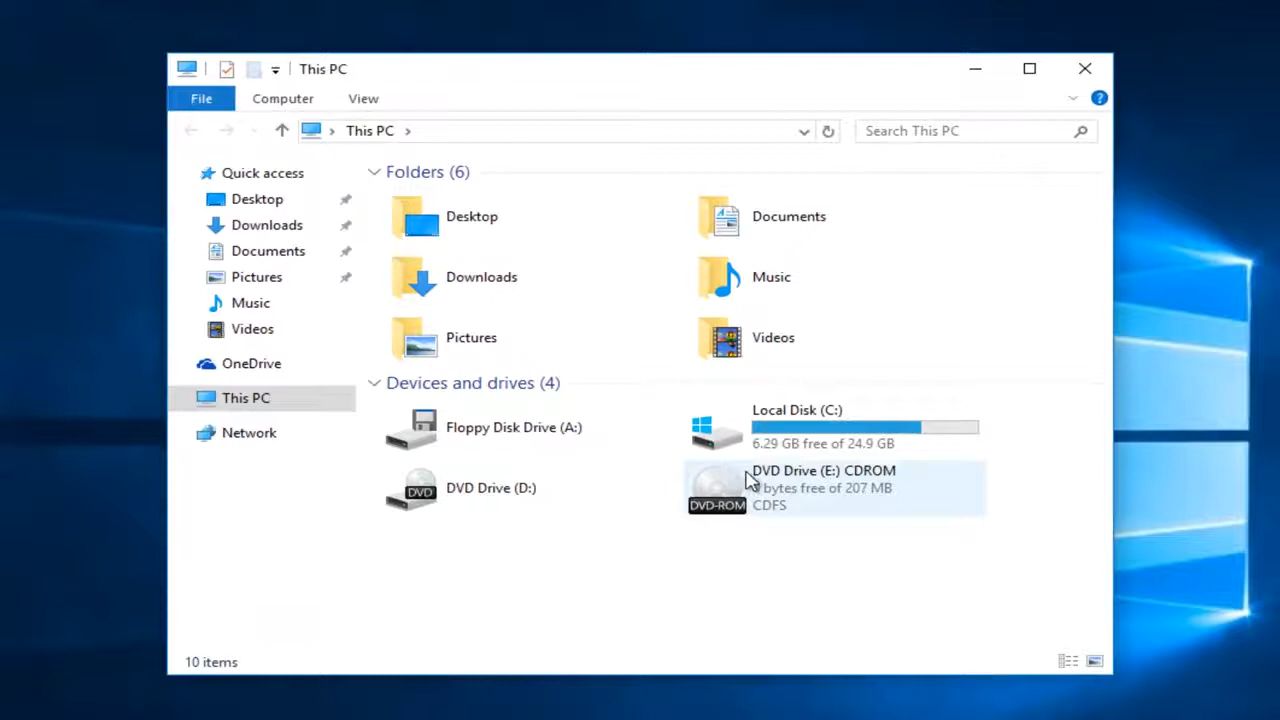 This PC
File
Computer
View
This PC
Search This PC
Quick access
Desktop
Downloads
Documents
Pictures
Music
Videos
OneDrive
This PC
Network
Folders (6)
Desktop
Documents
Downloads
Music
Pictures
Videos
Devices and drives (4)
Floppy Disk Drive (A:)
Local Disk (C:)
6.29 GB free of 24.9 GB
DVD
DVD Drive (D:)
DVD-ROM
DVD Drive (E:) CDROM
bytes free of 207 MB
CDFS
10 items